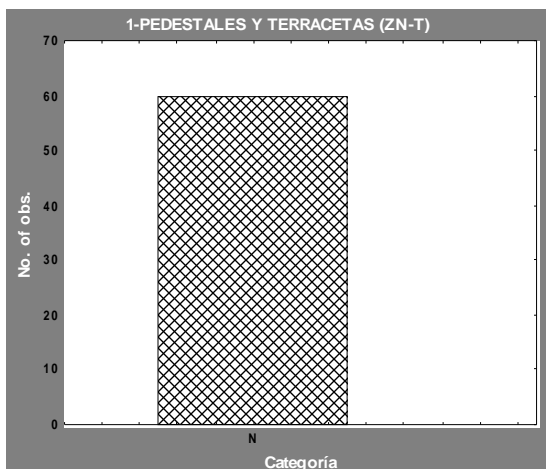 1-PEDESTALES Y TERRACETAS (ZN-T)
No. of obs.
70
60
50
40
30
20
10
0
N
Categoría